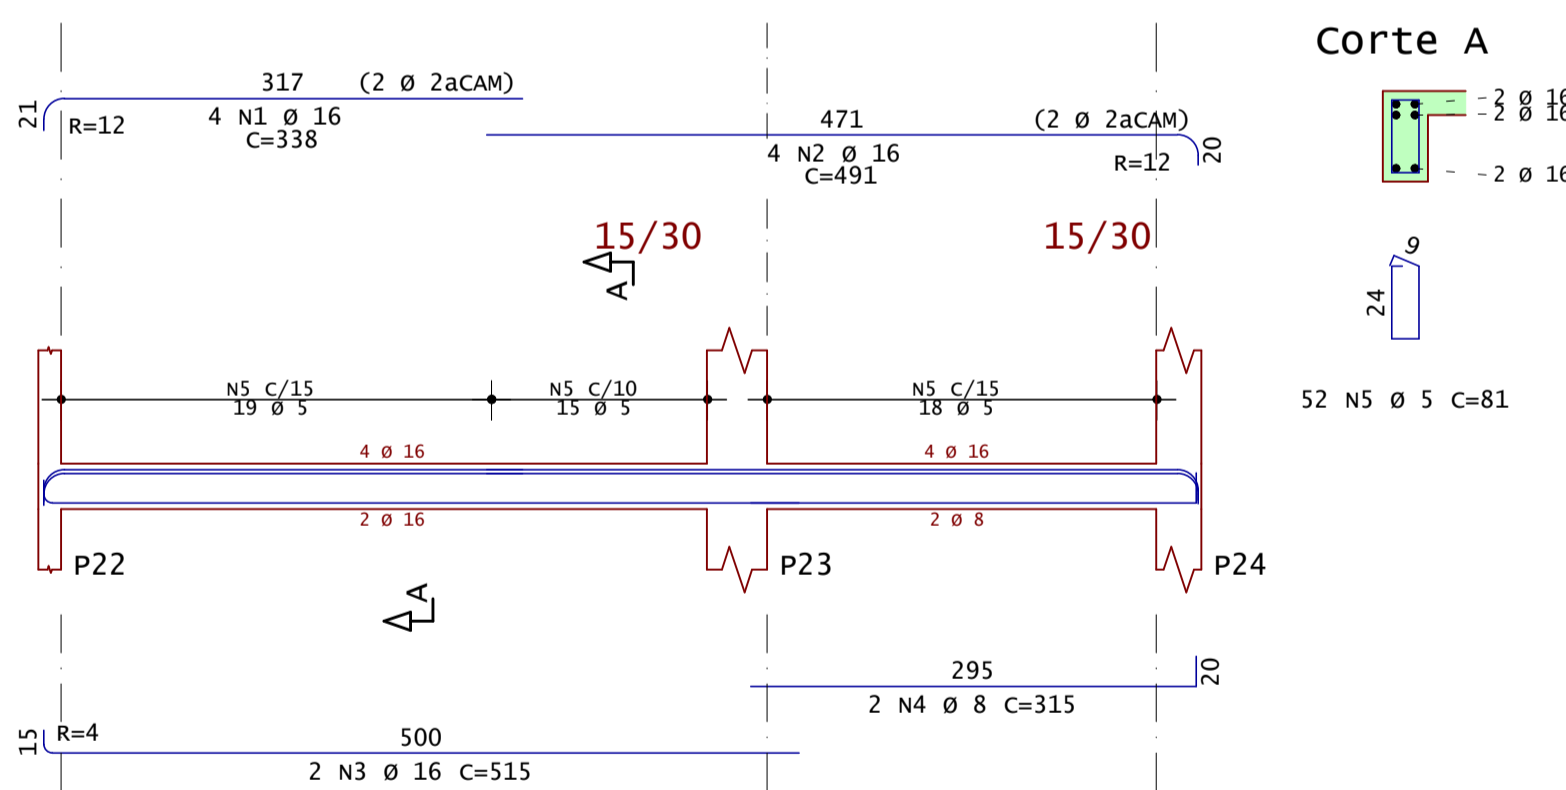 Corte A
317 (2 Ø 2aCAM)
21
R=12
4 N1 Ø 16
C=338
471 (2 Ø 2aCAM)
4 N2 Ø 16
C=491
R=12
20
2 Ø 16
2 Ø 16
2 Ø 16
15/30
15/30
A
9
24
N5 C/15
19 Ø 5
N5 C/10
15 Ø 5
N5 C/15
18 Ø 5
52 N5 Ø 5 C=81
4 Ø 16
4 Ø 16
2 Ø 16
2 Ø 8
P22
P23
P24
A
295
20
2 N4 Ø 8 C=315
15
R=4
500
2 N3 Ø 16 C=515